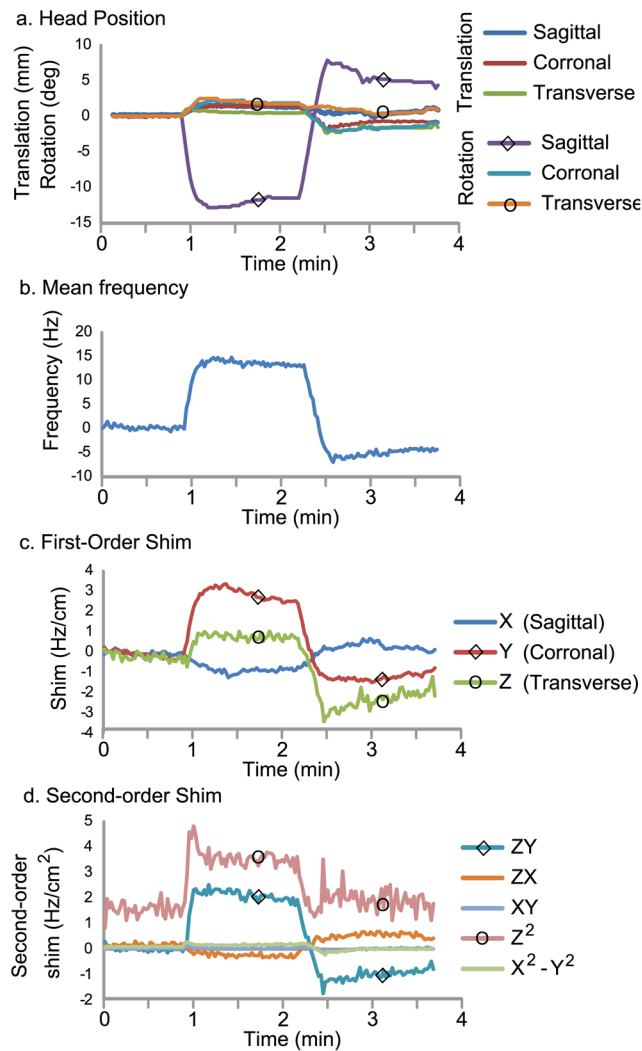 a. Head Position
Translation (mm)
Rotation (deg)
10
5
0
-5
-10
-15
0 1 2 3 4
Time (min)
Translation
Sagittal
Corronal
Transverse
Rotation
Sagittal
Corronal
Transverse
b. Mean frequency
Frequency (Hz)
20
15
10
5
0
-5
-10
0 1 2 3 4
Time (min)
c. First-Order Shim
Shim (Hz/cm)
4
3
2
1
0
-1
-2
-3
-4
0 1 2 3 4
Time (min)
X (Sagittal)
Y (Corronal)
Z (Transverse)
d. Second-order Shim
Second-order
shim (Hz/cm²)
5
4
3
2
1
0
-1
-2
0 1 2 3 4
Time (min)
ZY
ZX
XY
Z²
X² - Y²